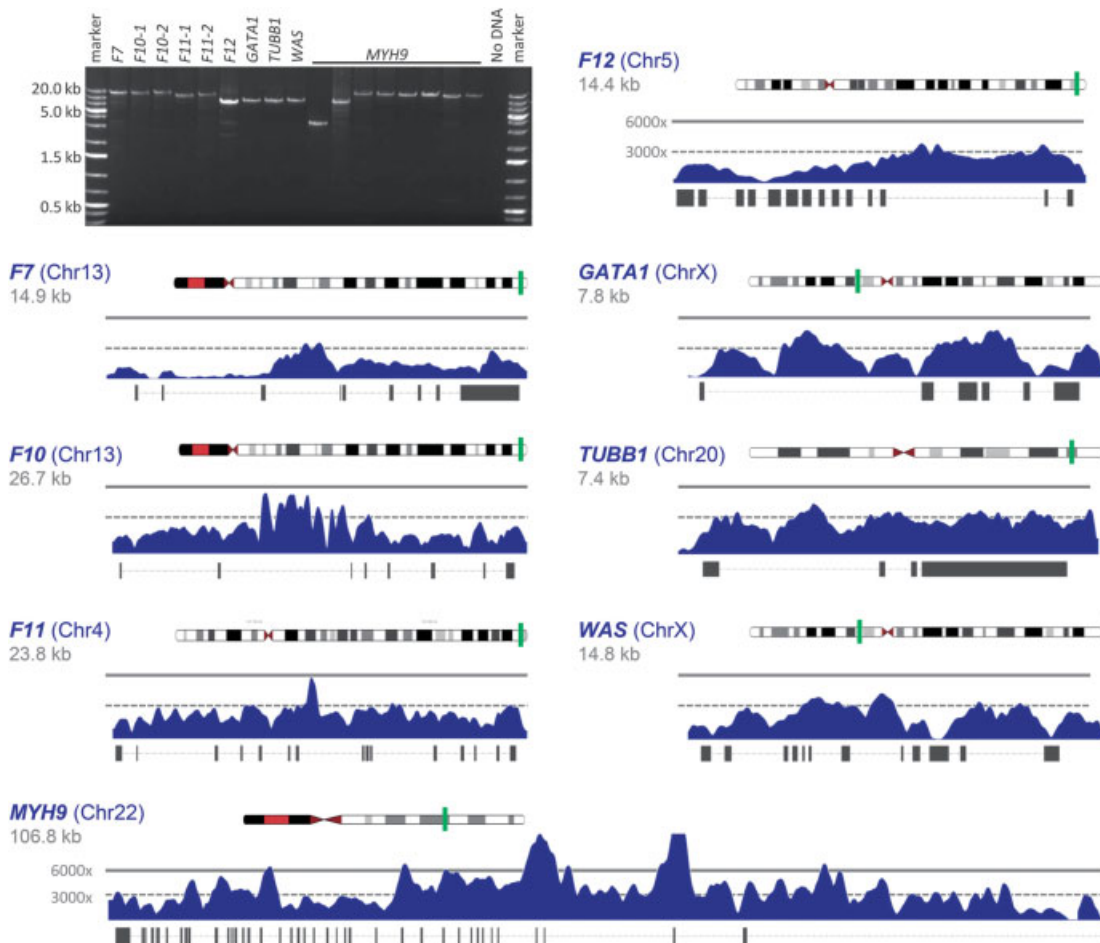 marker F7 F10-1 F10-2 F11-1 F11-2 F12 GATA1 TUBB1 WAS MYH9 No DNA marker
20.0 kb
5.0 kb
1.5 kb
0.5 kb
F12 (Chr5)
14.4 kb
6000x
3000x
F7 (Chr13)
14.9 kb
GATA1 (ChrX)
7.8 kb
F10 (Chr13)
26.7 kb
TUBB1 (Chr20)
7.4 kb
F11 (Chr4)
23.8 kb
WAS (ChrX)
14.8 kb
MYH9 (Chr22)
106.8 kb
6000x
3000x